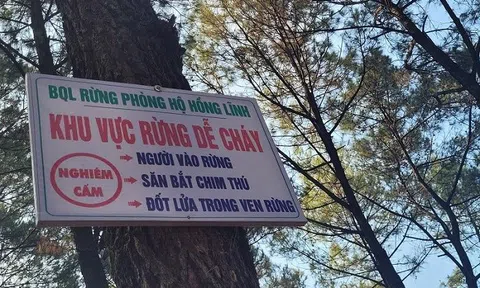 BQL RỪNG PHÒNG HỘ HỒNG LĨNH
KHU VỰC RỪNG DỄ CHÁY
NGHIÊM
CẤM
NGƯỜI VÀO RỪNG
SĂN BẮT CHIM THÚ
ĐỐT LỬA TRONG VEN RỪNG